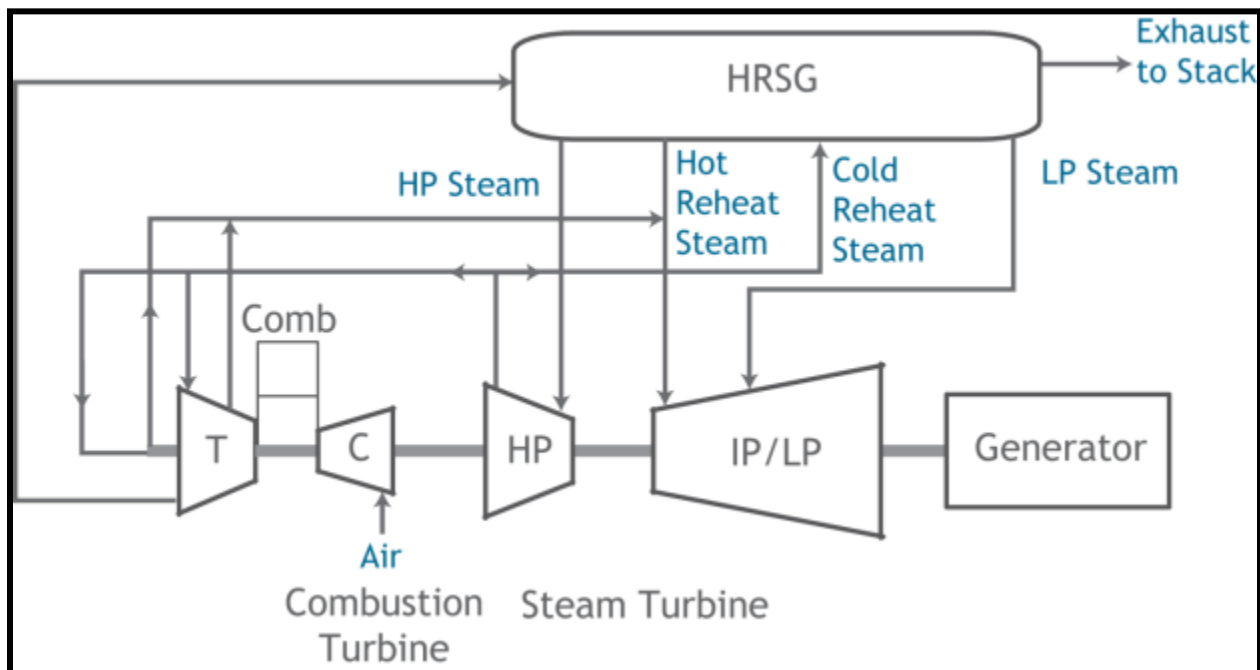 Exhaust
to Stack
HRSG
HP Steam
Hot
Reheat
Steam
Cold
Reheat
Steam
LP Steam
Comb
T
C
HP
IP/LP
Generator
Air
Combustion
Turbine
Steam Turbine